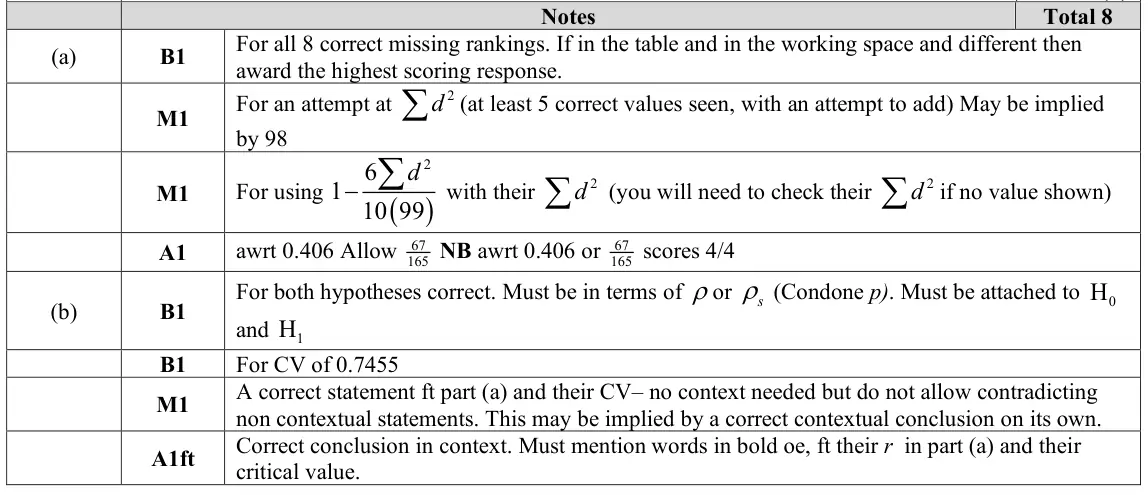 Notes Total 8
(a) B1 For all 8 correct missing rankings. If in the table and in the working space and different then
award the highest scoring response.
M1 For an attempt at ∑d² (at least 5 correct values seen, with an attempt to add) May be implied
by 98
M1 For using 1 − 6∑d² / 10(99) with their ∑d² (you will need to check their ∑d² if no value shown)
A1 awrt 0.406 Allow 67/165 NB awrt 0.406 or 67/165 scores 4/4
(b) B1 For both hypotheses correct. Must be in terms of ρ or ρₛ (Condone p). Must be attached to H₀
and H₁
B1 For CV of 0.7455
M1 A correct statement ft part (a) and their CV– no context needed but do not allow contradicting
non contextual statements. This may be implied by a correct contextual conclusion on its own.
A1ft Correct conclusion in context. Must mention words in bold oe, ft their r in part (a) and their
critical value.